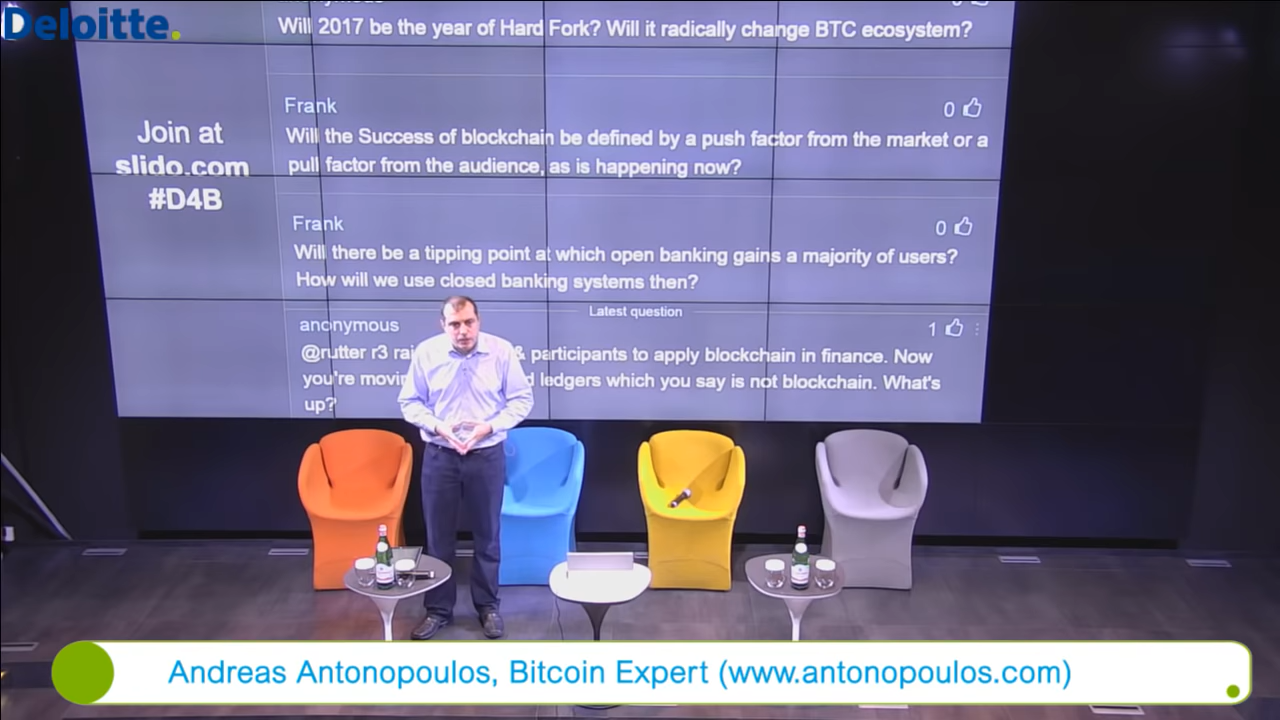 Deloitte.
Will 2017 be the year of Hard Fork? Will it radically change BTC ecosystem?
Join at
slido.com
#D4B
Frank
0
Will the Success of blockchain be defined by a push factor from the market or a
pull factor from the audience, as is happening now?
Frank
0
Will there be a tipping point at which open banking gains a majority of users?
How will we use closed banking systems then?
Latest question
anonymous
1
@rutter r3 & participants to apply blockchain in finance. Now
you're ledgers which you say is not blockchain. What's
up?
Andreas Antonopoulos, Bitcoin Expert (www.antonopoulos.com)